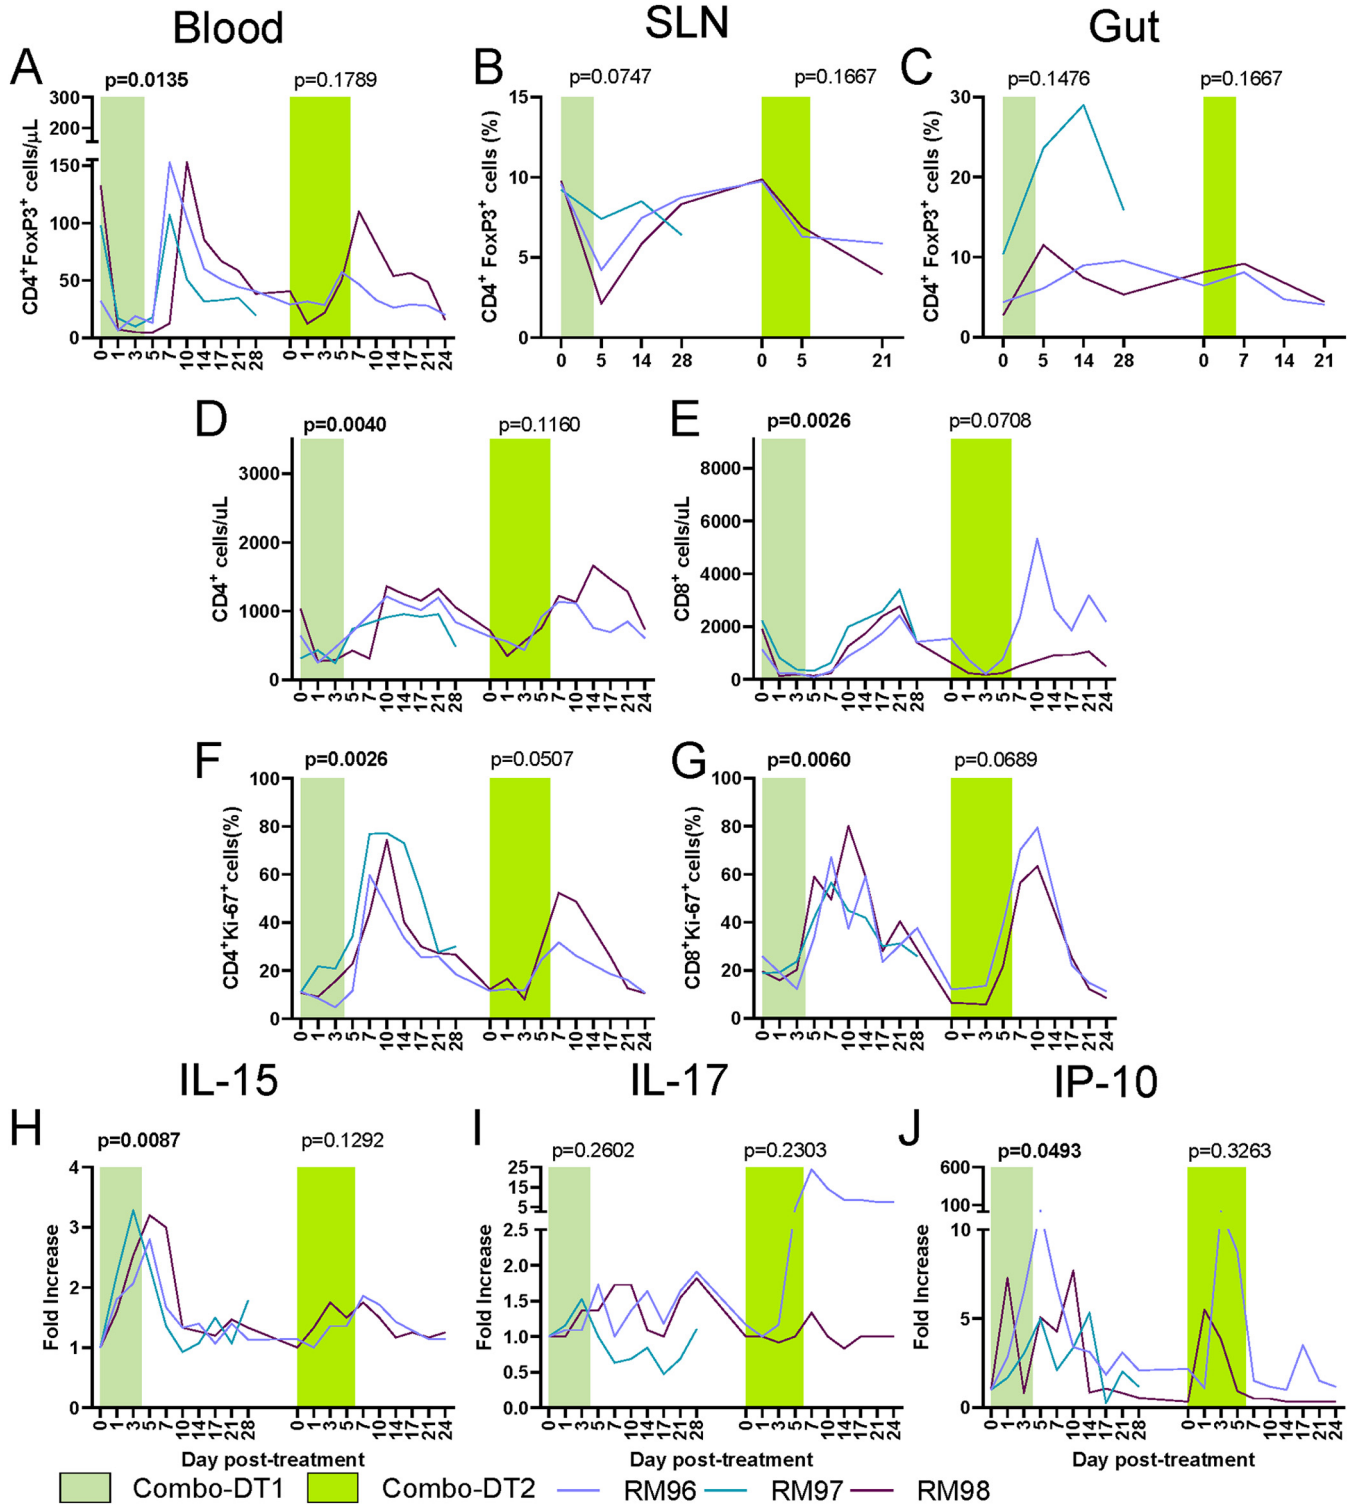 Blood
SLN
Gut
A
p=0.0135
p=0.1789
CD4+FoxP3+ cells/µL
300
200
150
100
50
0
0 1 3 5 7 10 14 17 21 28 0 1 3 5 7 10 14 17 21 24
B
p=0.0747
p=0.1667
CD4+ FoxP3+ cells (%)
15
10
5
0
0 5 14 28 0 5 21
C
p=0.1476
p=0.1667
CD4+ FoxP3+ cells (%)
30
20
10
0
0 5 14 28 0 7 14 21
D
p=0.0040
p=0.1160
CD4+ cells/uL
3000
2000
1000
0
0 1 3 5 7 10 14 17 21 28 0 1 3 5 7 10 14 17 21 24
E
p=0.0026
p=0.0708
CD8+ cells/uL
8000
6000
4000
2000
0
0 1 3 5 7 10 14 17 21 28 0 1 3 5 7 10 14 17 21 24
F
p=0.0026
p=0.0507
CD4+Ki-67+cells(%)
100
80
60
40
20
0
0 1 3 5 7 10 14 17 21 28 0 1 3 5 7 10 14 17 21 24
G
p=0.0060
p=0.0689
CD8+Ki-67+cells(%)
100
80
60
40
20
0
0 1 3 5 7 10 14 17 21 28 0 1 3 5 7 10 14 17 21 24
IL-15
IL-17
IP-10
H
p=0.0087
p=0.1292
Fold Increase
4
3
2
1
0
0 1 3 5 7 10 14 17 21 28 0 1 3 5 7 10 14 17 21 24
Day post-treatment
I
p=0.2602
p=0.2303
Fold Increase
25
15
5
2.5
2.0
1.5
1.0
0.5
0.0
0 1 3 5 7 10 14 17 21 28 0 1 3 5 7 10 14 17 21 24
Day post-treatment
J
p=0.0493
p=0.3263
Fold Increase
600
100
10
5
0
0 1 3 5 7 10 14 17 21 28 0 1 3 5 7 10 14 17 21 24
Day post-treatment
Combo-DT1
Combo-DT2
RM96
RM97
RM98